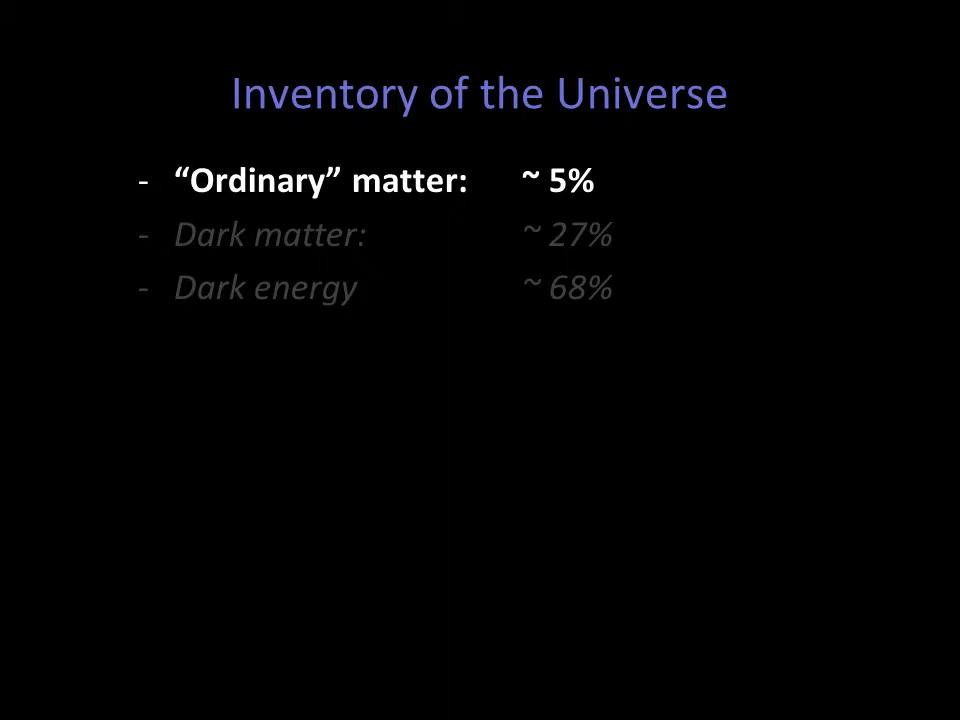 Inventory of the Universe
- “Ordinary” matter: ~ 5%
- Dark matter: ~ 27%
- Dark energy ~ 68%